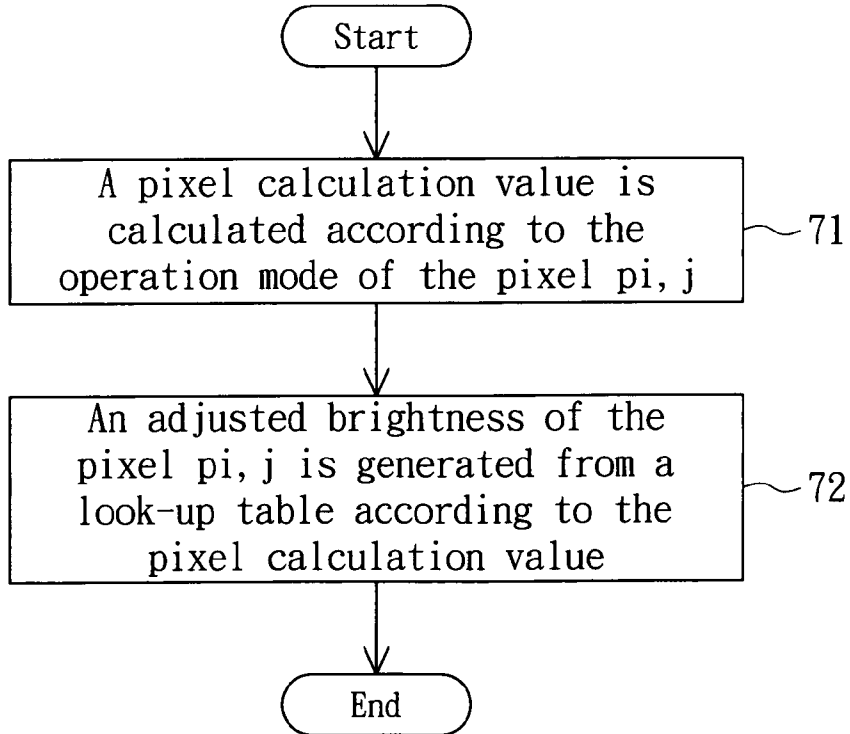 Start
A pixel calculation value is
calculated according to the
operation mode of the pixel pi, j
71
An adjusted brightness of the
pixel pi, j is generated from a
look-up table according to the
pixel calculation value
72
End